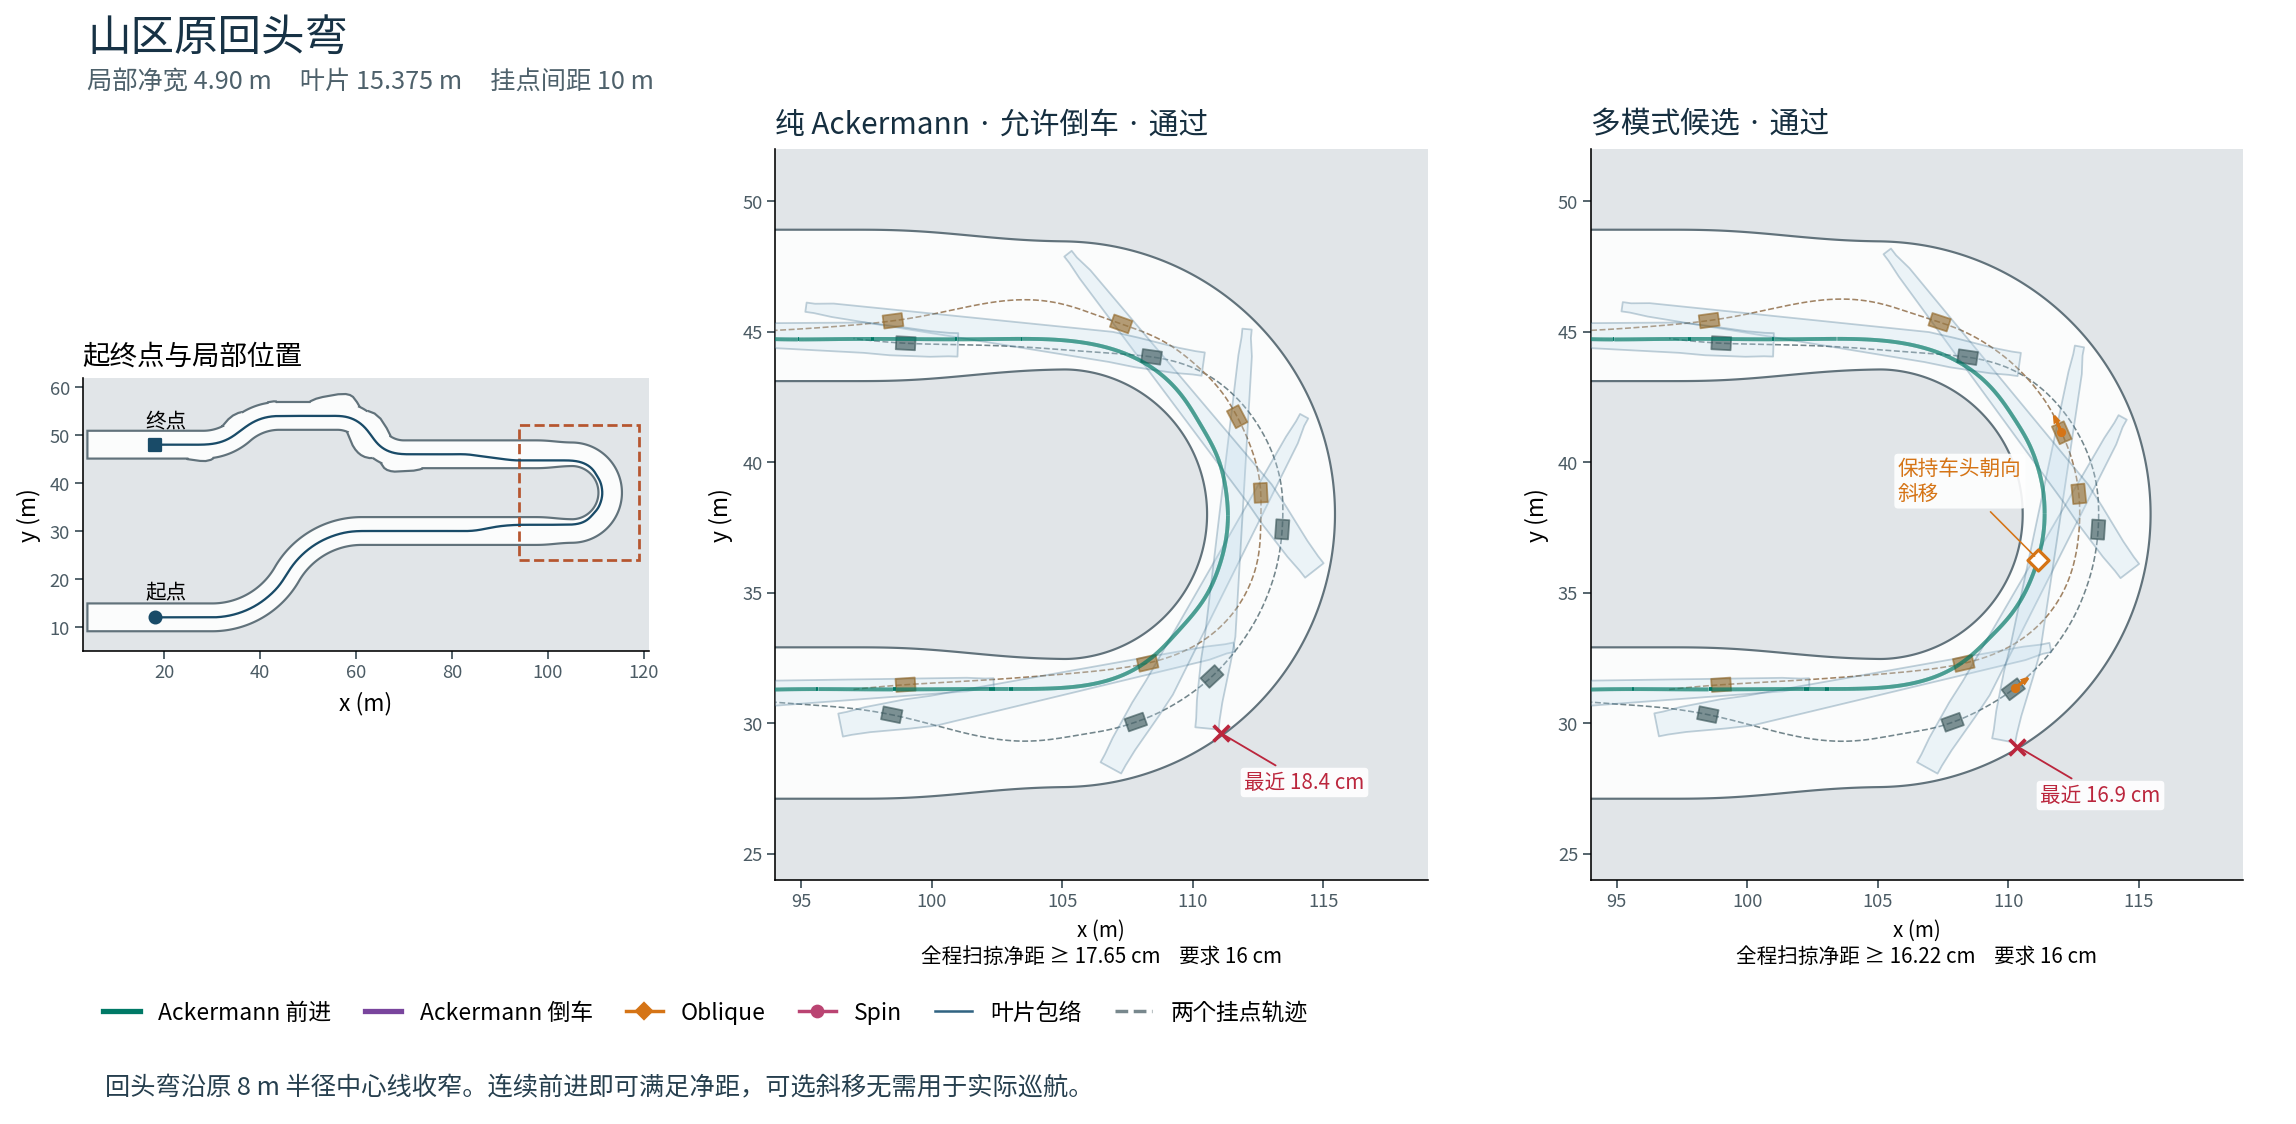 山区原回头弯
局部净宽 4.90 m 叶片 15.375 m 挂点间距 10 m
起终点与局部位置
60
50
40
30
20
10
y (m)
终点
起点
20 40 60 80 100 120
x (m)
纯 Ackermann · 允许倒车 · 通过
50
45
40
35
30
25
y (m)
最近 18.4 cm
95 100 105 110 115
x (m)
全程扫掠净距 ≥ 17.65 cm 要求 16 cm
多模式候选 · 通过
50
45
40
35
30
25
y (m)
保持车头朝向
斜移
最近 16.9 cm
95 100 105 110 115
x (m)
全程扫掠净距 ≥ 16.22 cm 要求 16 cm
Ackermann 前进 Ackermann 倒车 Oblique Spin 叶片包络 两个挂点轨迹
回头弯沿原 8 m 半径中心线收窄。连续前进即可满足净距，可选斜移无需用于实际巡航。